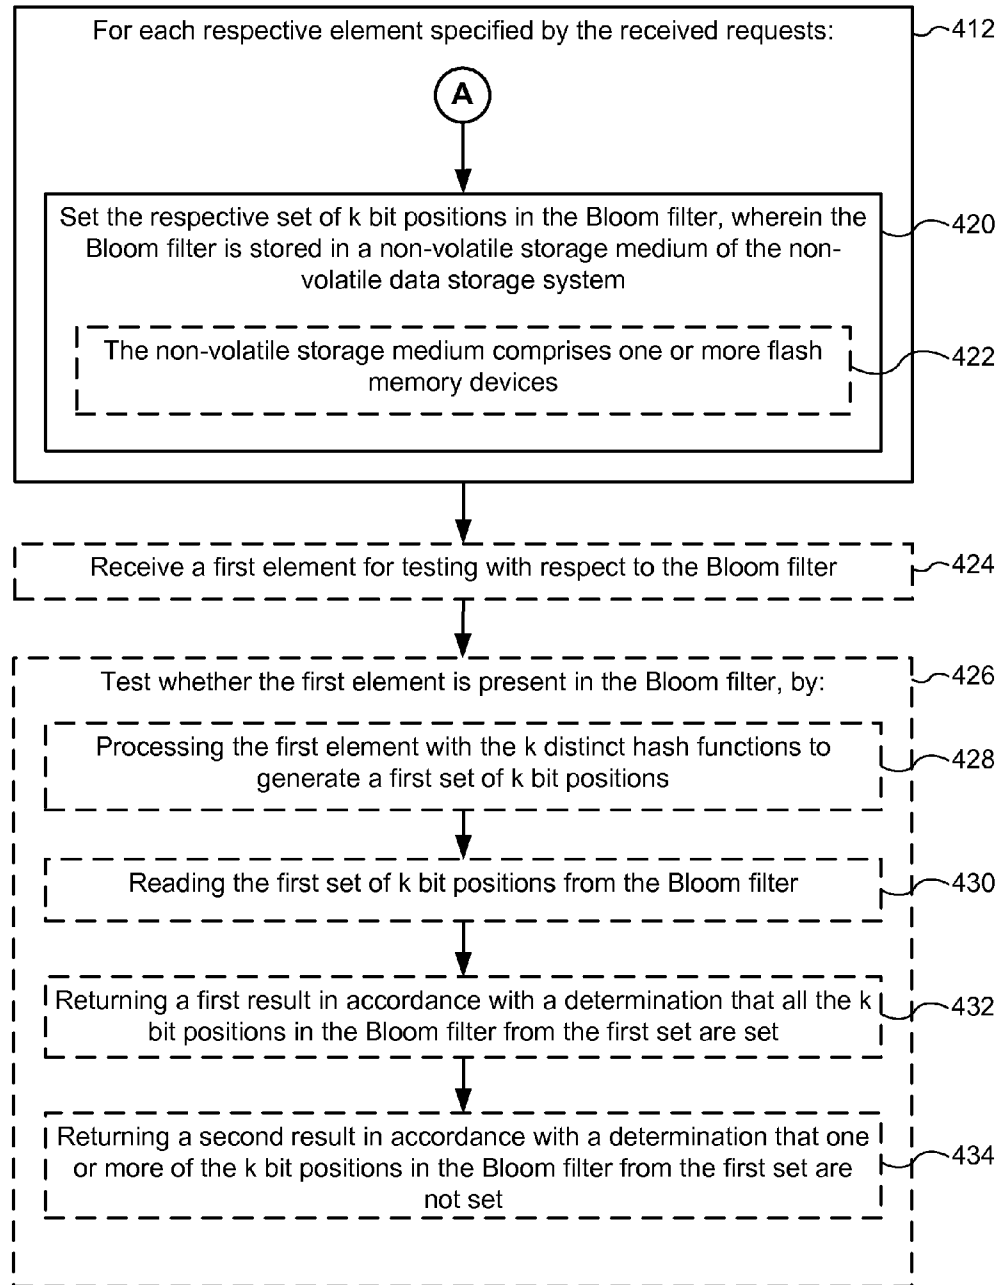 For each respective element specified by the received requests:
412
A
Set the respective set of k bit positions in the Bloom filter, wherein the
Bloom filter is stored in a non-volatile storage medium of the non-
volatile data storage system
420
The non-volatile storage medium comprises one or more flash
memory devices
422
Receive a first element for testing with respect to the Bloom filter
424
Test whether the first element is present in the Bloom filter, by:
426
Processing the first element with the k distinct hash functions to
generate a first set of k bit positions
428
Reading the first set of k bit positions from the Bloom filter
430
Returning a first result in accordance with a determination that all the k
bit positions in the Bloom filter from the first set are set
432
Returning a second result in accordance with a determination that one
or more of the k bit positions in the Bloom filter from the first set are
not set
434